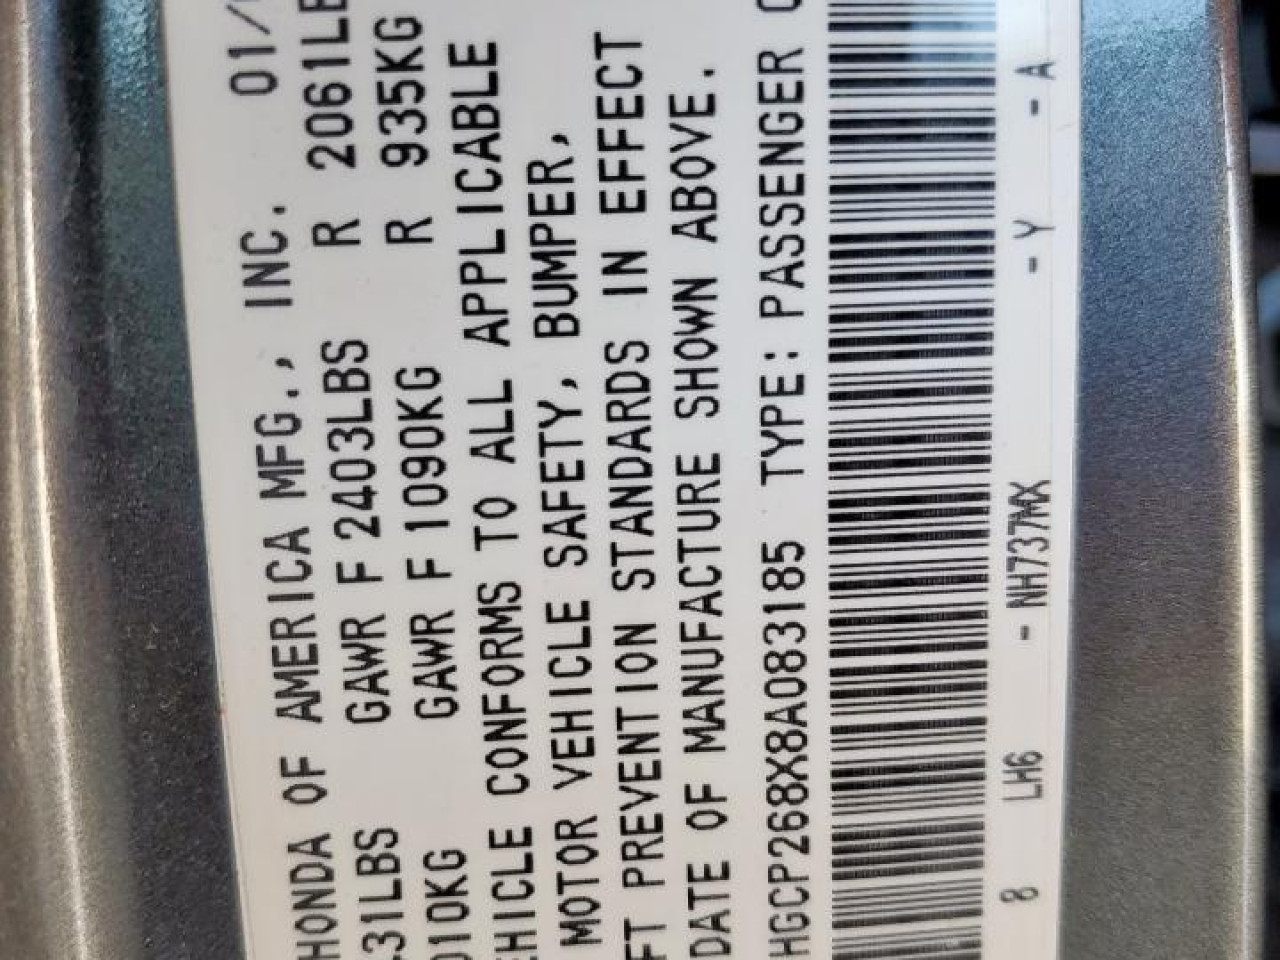 HONDA OF AMERICA MFG., INC. 01/
431LBS GAWR F 2403LBS R 2061LB
010KG GAWR F 1090KG R 935KG
EHICLE CONFORMS TO ALL APPLICABLE
MOTOR VEHICLE SAFETY, BUMPER,
FT PREVENTION STANDARDS IN EFFECT
DATE OF MANUFACTURE SHOWN ABOVE.
HGCP268X8A083185 TYPE: PASSENGER C
8 LH6 - NH737MX - Y - A